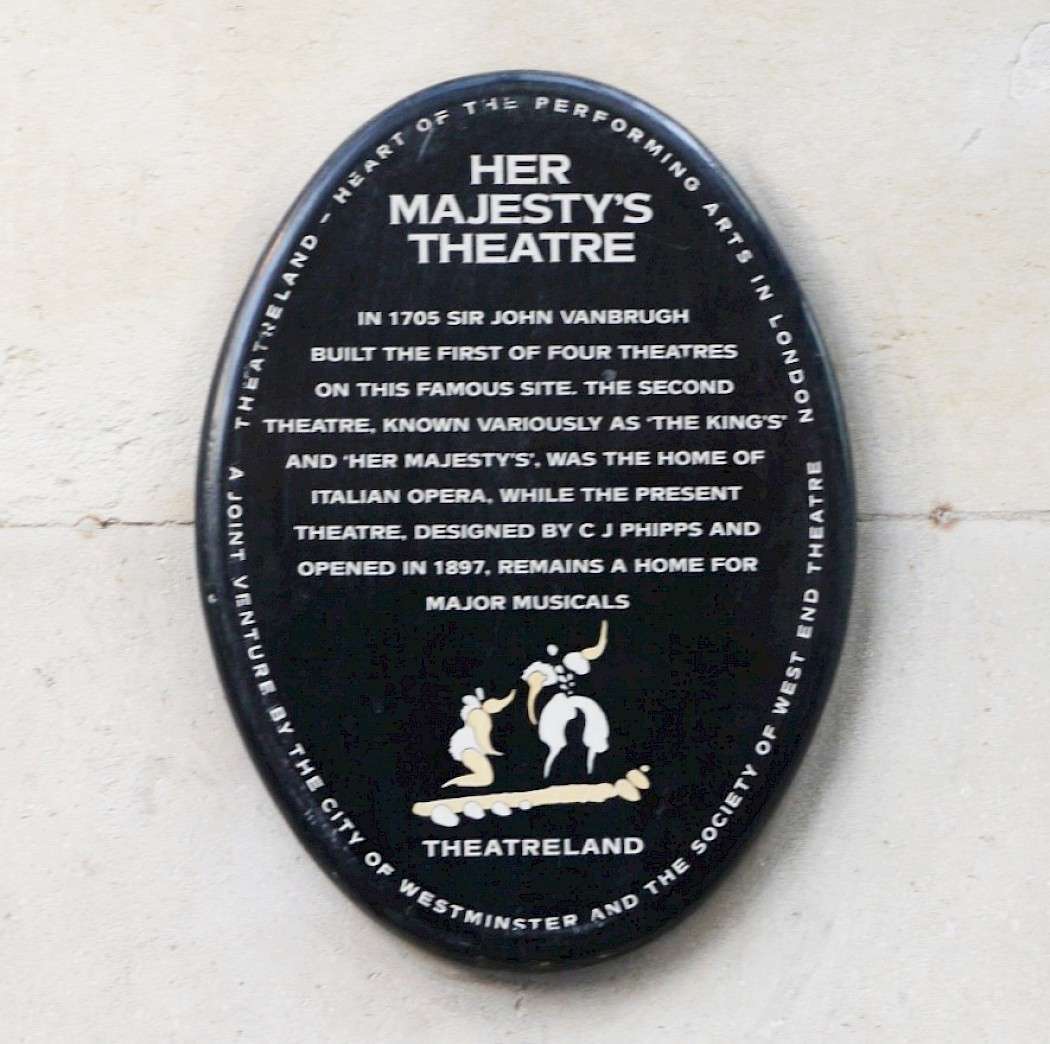 THEATRELAND - HEART OF THE PERFORMING ARTS IN LONDON
HER
MAJESTY'S
THEATRE
IN 1705 SIR JOHN VANBRUGH
BUILT THE FIRST OF FOUR THEATRES
ON THIS FAMOUS SITE. THE SECOND
THEATRE, KNOWN VARIOUSLY AS 'THE KING'S'
AND 'HER MAJESTY'S', WAS THE HOME OF
ITALIAN OPERA, WHILE THE PRESENT
THEATRE, DESIGNED BY C J PHIPPS AND
OPENED IN 1897, REMAINS A HOME FOR
MAJOR MUSICALS
THEATRELAND
A JOINT VENTURE BY THE CITY OF WESTMINSTER AND THE SOCIETY OF WEST END THEATRE